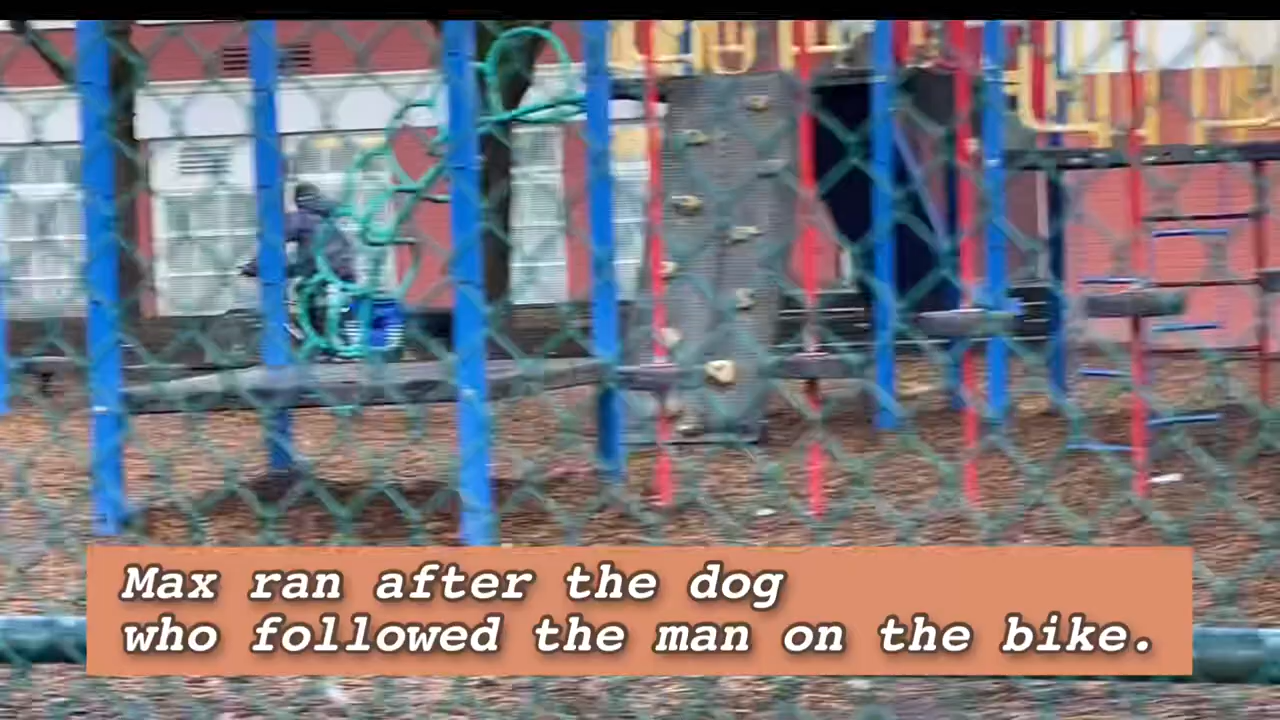 Max ran after the dog
who followed the man on the bike.